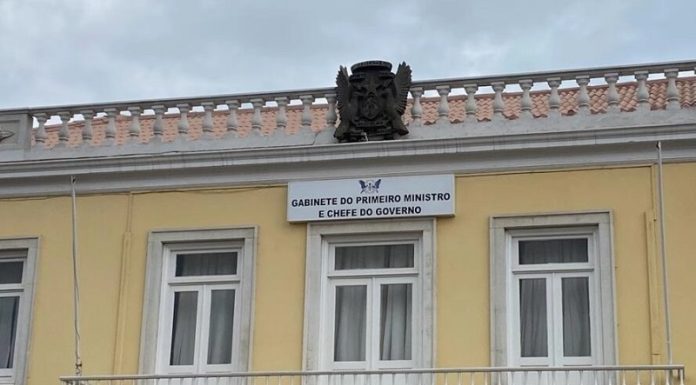 GABINETE DO PRIMEIRO MINISTRO
E CHEFE DO GOVERNO